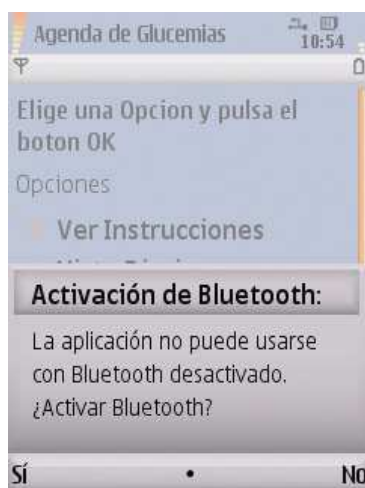 Agenda de Glucemias
10:54
Elige una Opcion y pulsa el
boton OK
Opciones
Ver Instrucciones
Activación de Bluetooth:
La aplicación no puede usarse
con Bluetooth desactivado.
¿Activar Bluetooth?
Sí
No